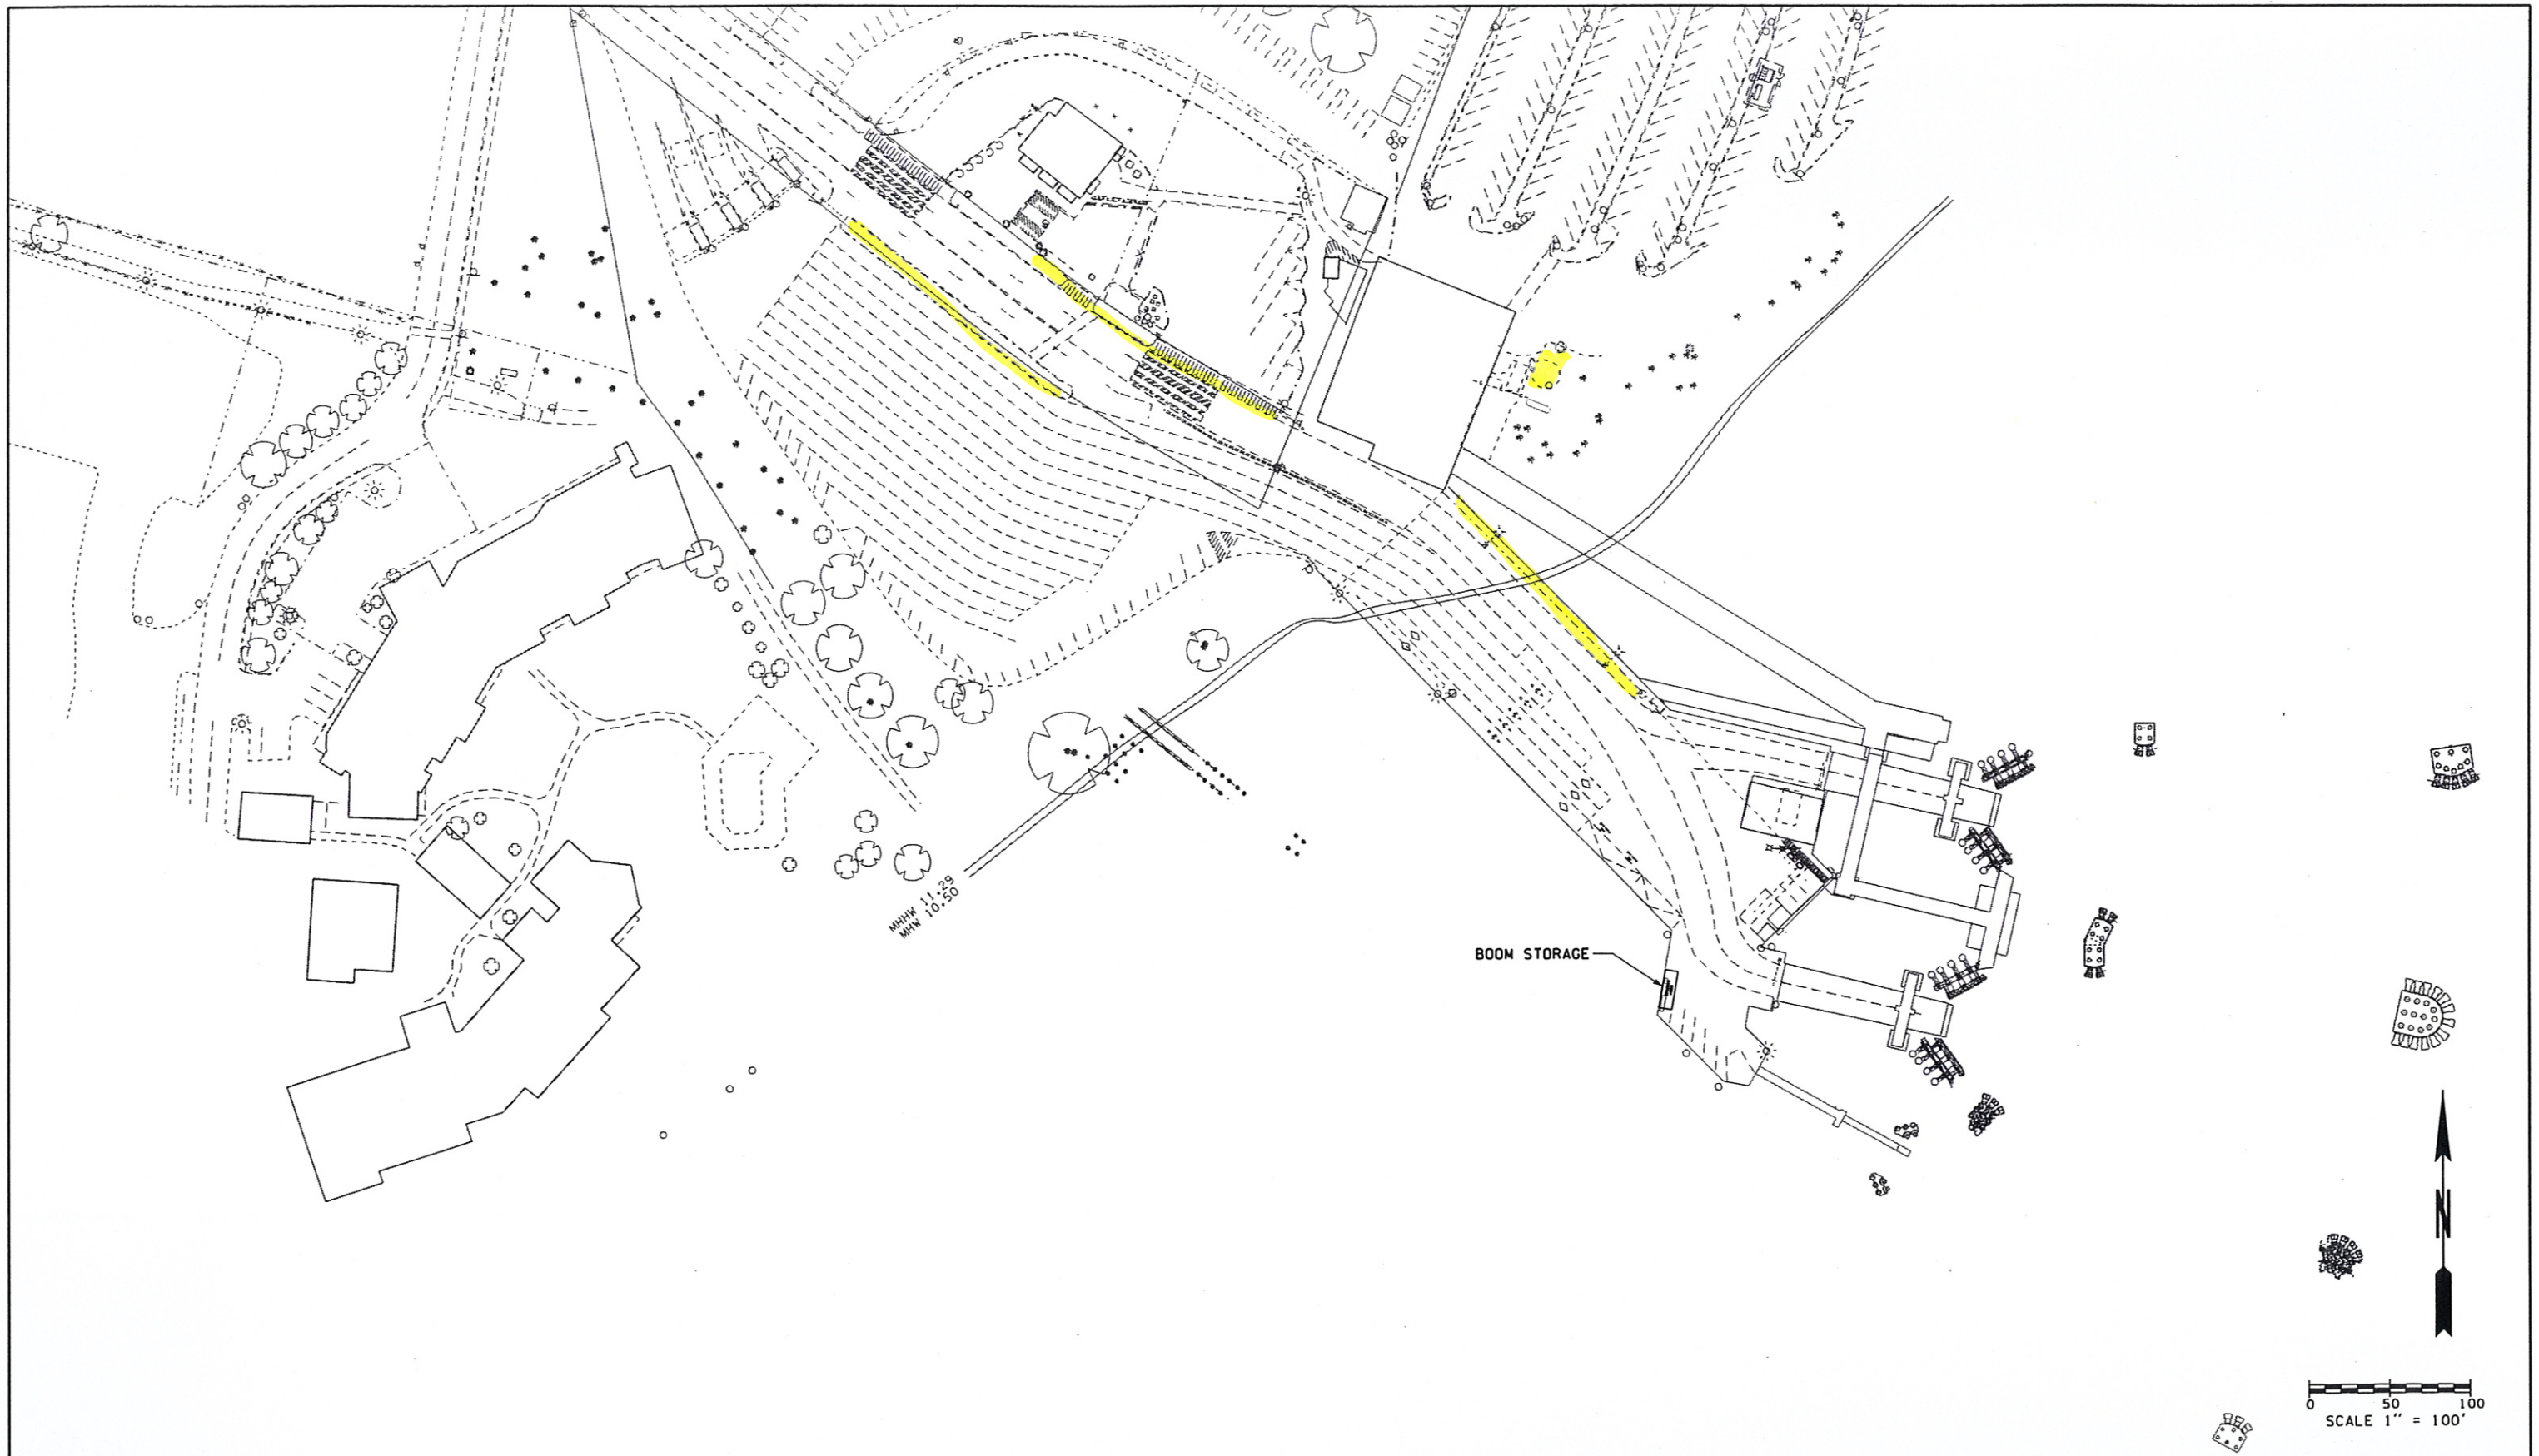 MHHW 11.29
MHW 10.50
BOOM STORAGE
N
0 50 100
SCALE 1" = 100'